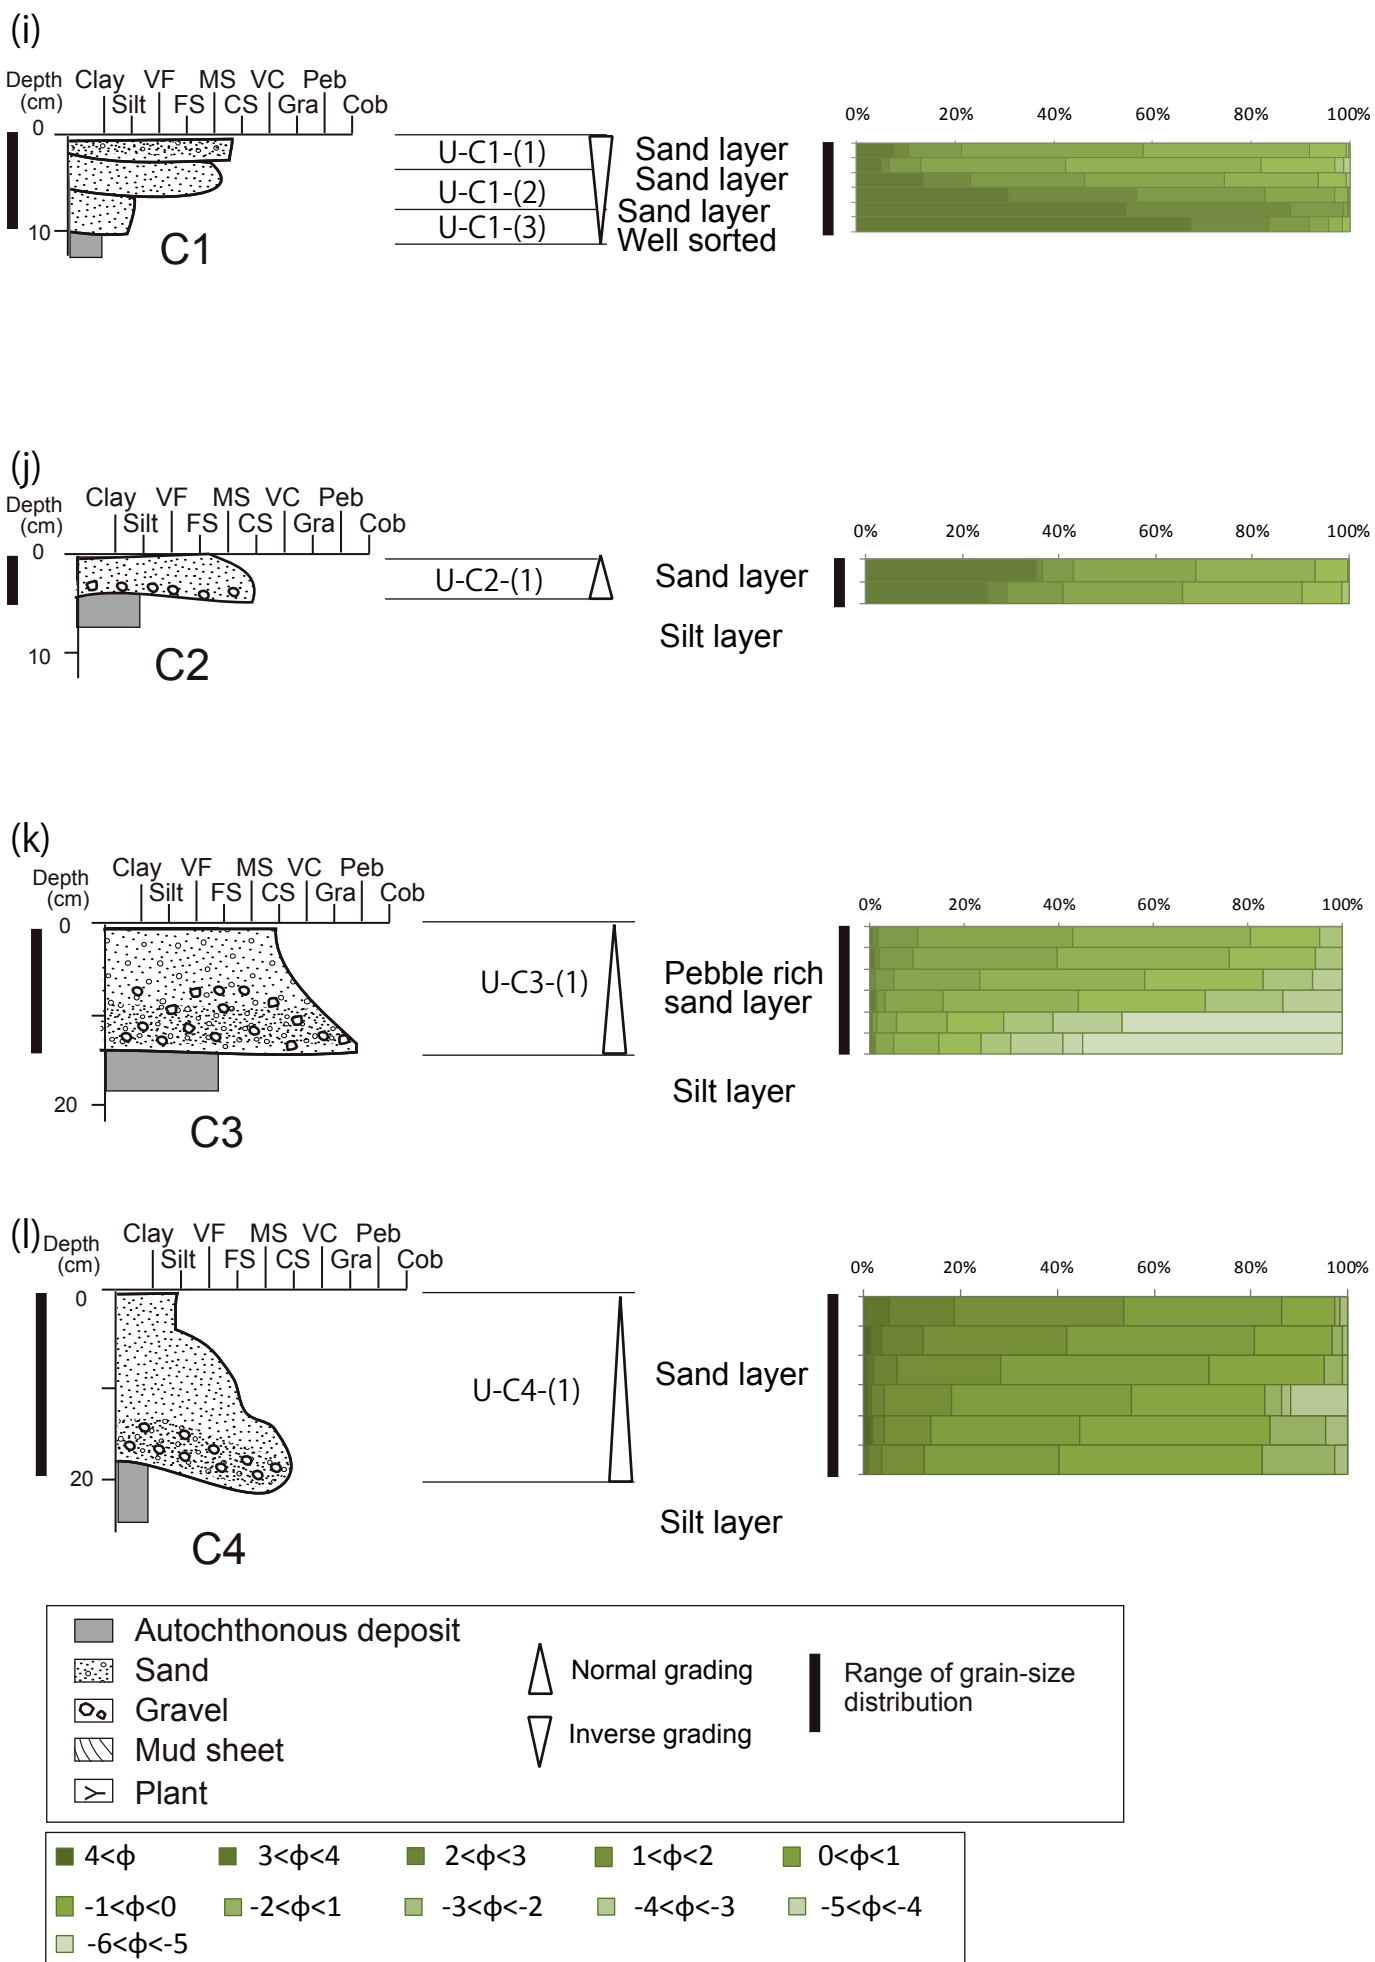 (i)
Depth (cm)
Clay VF MS VC Peb
Silt FS CS Gra Cob
0
10
C1
U-C1-(1)
U-C1-(2)
U-C1-(3)
Sand layer
Sand layer
Sand layer
Well sorted
0% 20% 40% 60% 80% 100%
(j)
Depth (cm)
Clay VF MS VC Peb
Silt FS CS Gra Cob
0
10
C2
U-C2-(1)
Sand layer
Silt layer
0% 20% 40% 60% 80% 100%
(k)
Depth (cm)
Clay VF MS VC Peb
Silt FS CS Gra Cob
0
20
C3
U-C3-(1)
Pebble rich
sand layer
Silt layer
0% 20% 40% 60% 80% 100%
(l)
Depth (cm)
Clay VF MS VC Peb
Silt FS CS Gra Cob
0
20
C4
U-C4-(1)
Sand layer
Silt layer
0% 20% 40% 60% 80% 100%
Autochthonous deposit
Sand
Gravel
Mud sheet
Plant
Normal grading
Inverse grading
Range of grain-size
distribution
4<ϕ 3<ϕ<4 2<ϕ<3 1<ϕ<2 0<ϕ<1
-1<ϕ<0 -2<ϕ<1 -3<ϕ<-2 -4<ϕ<-3 -5<ϕ<-4
-6<ϕ<-5